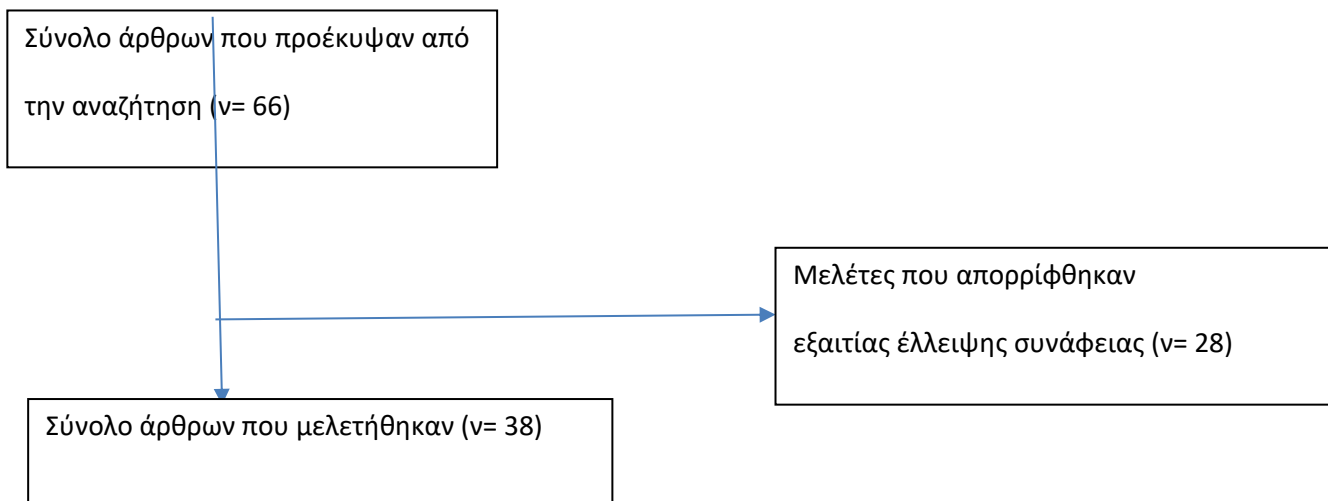 Σύνολο άρθρων που προέκυψαν από
την αναζήτηση (ν= 66)
Μελέτες που απορρίφθηκαν
εξαιτίας έλλειψης συνάφειας (ν= 28)
Σύνολο άρθρων που μελετήθηκαν (ν= 38)